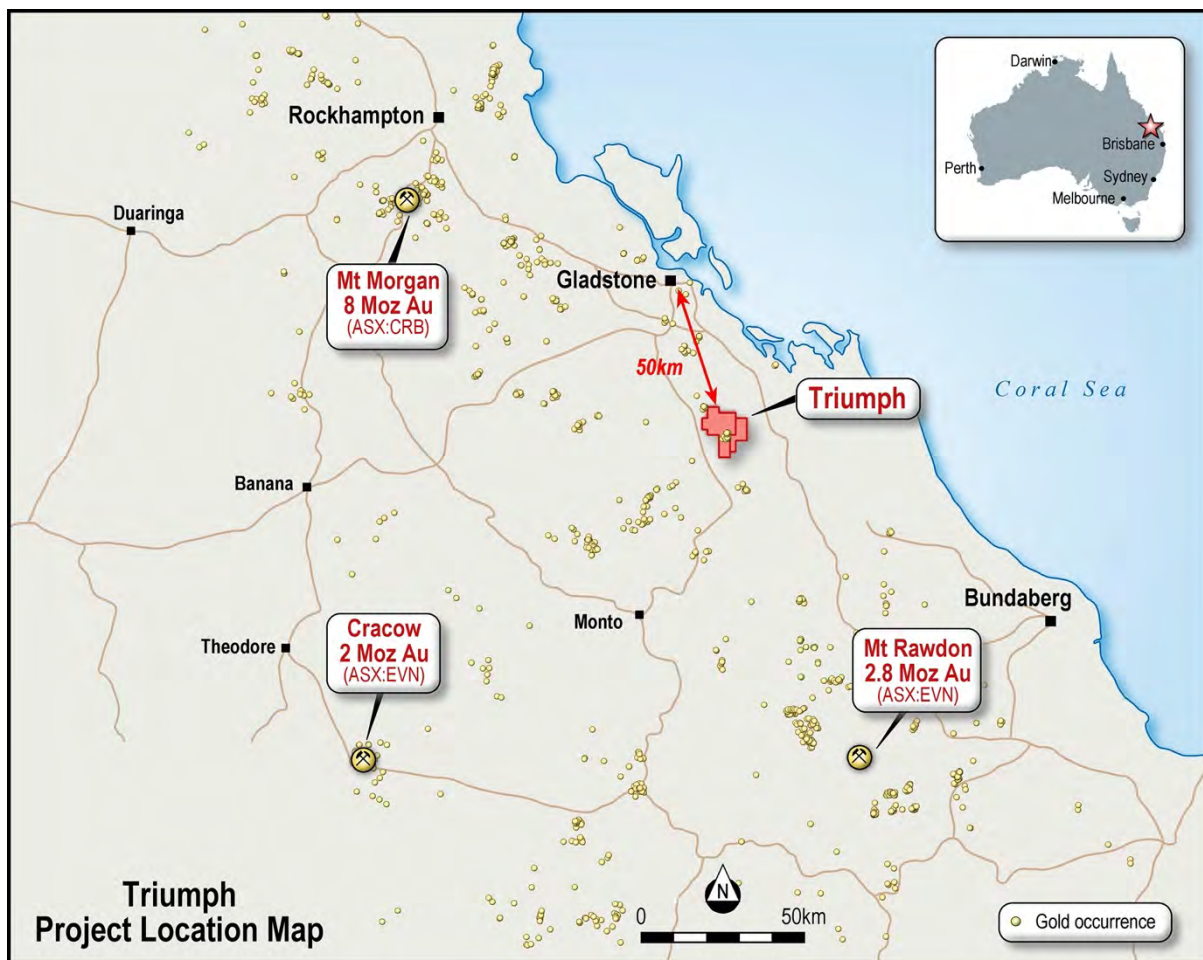 Rockhampton
Duaringa
Mt Morgan
8 Moz Au
(ASX:CRB)
Gladstone
50km
Triumph
Coral Sea
Banana
Theodore
Cracow
2 Moz Au
(ASX:EVN)
Monto
Bundaberg
Mt Rawdon
2.8 Moz Au
(ASX:EVN)
Darwin
Brisbane
Perth
Sydney
Melbourne
Triumph
Project Location Map
N
0 50km
Gold occurrence